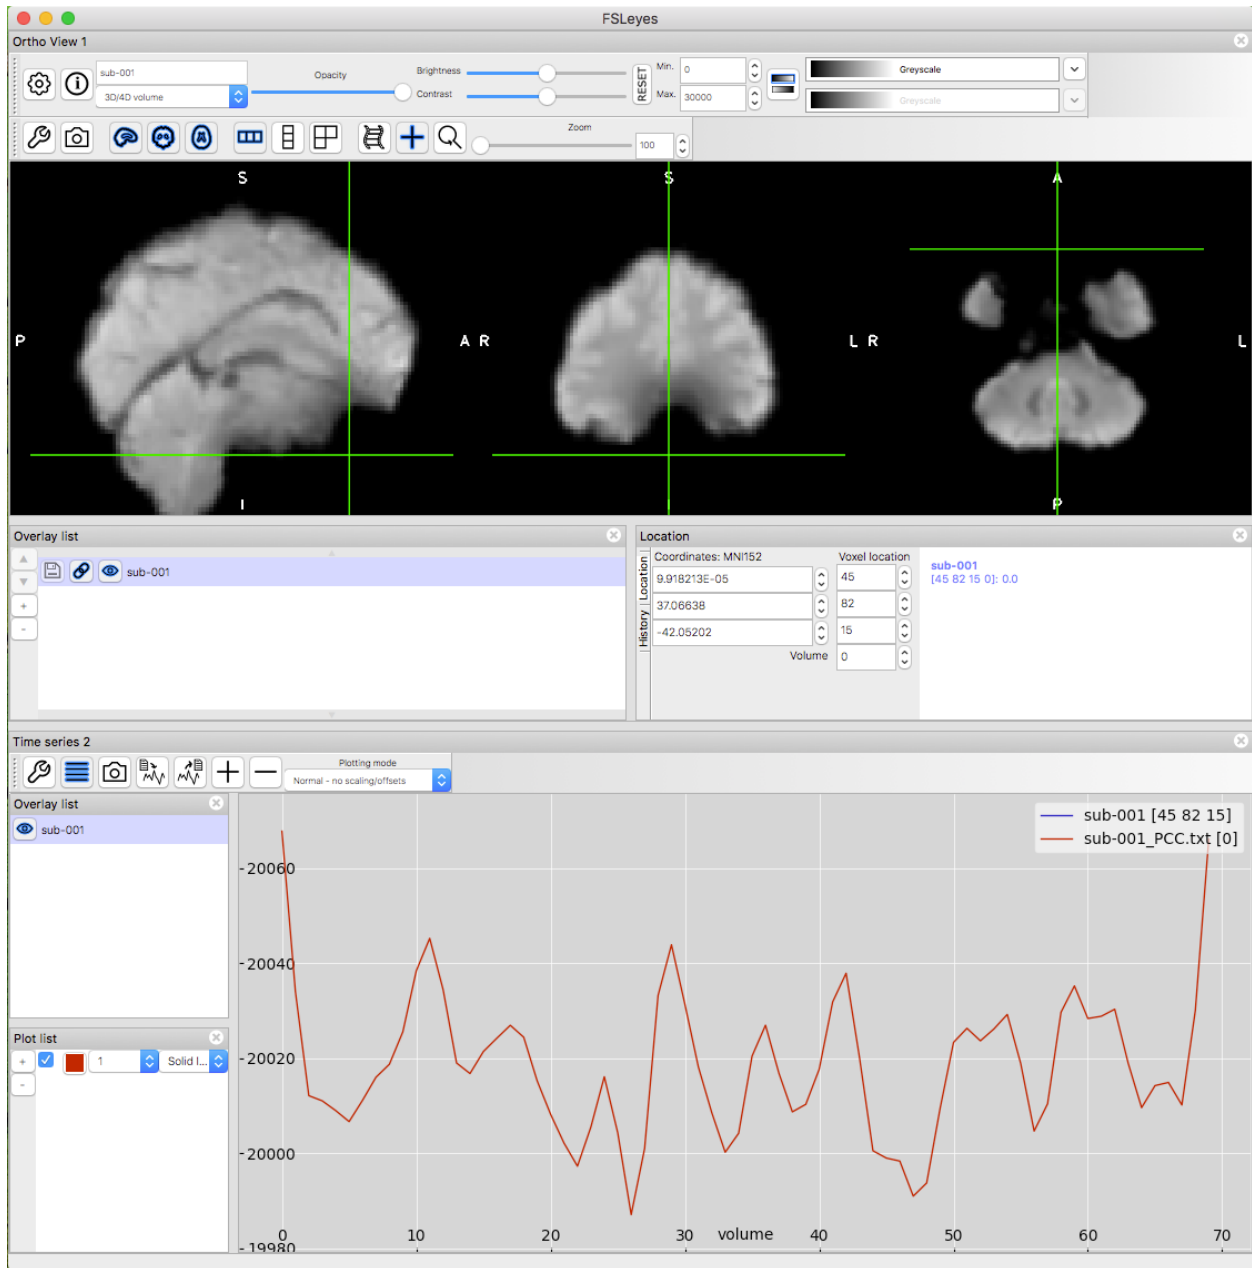 FSLeyes
Ortho View 1
sub-001
3D/4D volume
Opacity
Brightness
Contrast
RESET
Min. 0
Max. 30000
Greyscale
Greyscale
Zoom
100
S S A
P A R L R L
I I P
Overlay list
sub-001
Location
Location
History
Coordinates: MNI152 Voxel location
9.918213E-05 45
37.06638 82
-42.05202 15
Volume 0
sub-001
[45 82 15 0]: 0.0
Time series 2
Plotting mode
Normal - no scaling/offsets
Overlay list
sub-001
Plot list
1 Solid l...
sub-001 [45 82 15]
sub-001_PCC.txt [0]
-20060
-20040
-20020
-20000
-19980
0 10 20 30 volume 40 50 60 70